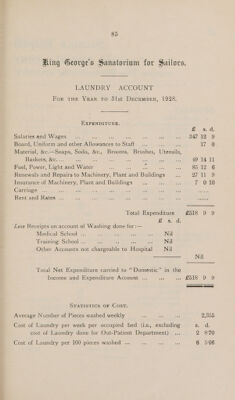 85
King George's Sanatorium for Sailors.
LAUNDRY ACCOUNT
FOR THE YEAR TO 31ST DECEMBER, 1928.
EXPENDITURE.
£ s. d.
Salaries and Wages ... 347 12 9
Board, Uniform and other Allowances to Staff ... 17 0
Material, &c.—Soaps, Soda, &c., Brooms, Brushes, Utensils,
Baskets, &c. ... 49 14 11
Fuel, Power, Light and Water ... 85 12 6
Renewals and Repairs to Machinery, Plant and Buildings ... 27 11 9
Insurance of Machinery, Plant and Buildings ... 7 0 10
Carriage ...
Rent and Rates ...
Total Expenditure £518 9 9
£ s. d.
Less Receipts on account of Washing done for:—
Medical School ... Nil
Training School ... Nil
Other Accounts not chargeable to Hospital Nil
Nil
Total Net Expenditure carried to "Domestic" in the
Income and Expenditure Account ... £518 9 9
STATISTICS OF COST.
Average Number of Pieces washed weekly ... 2,355
Cost of Laundry per week per occupied bed (i.e., excluding s. d.
cost of Laundry done for Out-Patient Department) ... 2 8·70
Cost of Laundry per 100 pieces washed ... 6